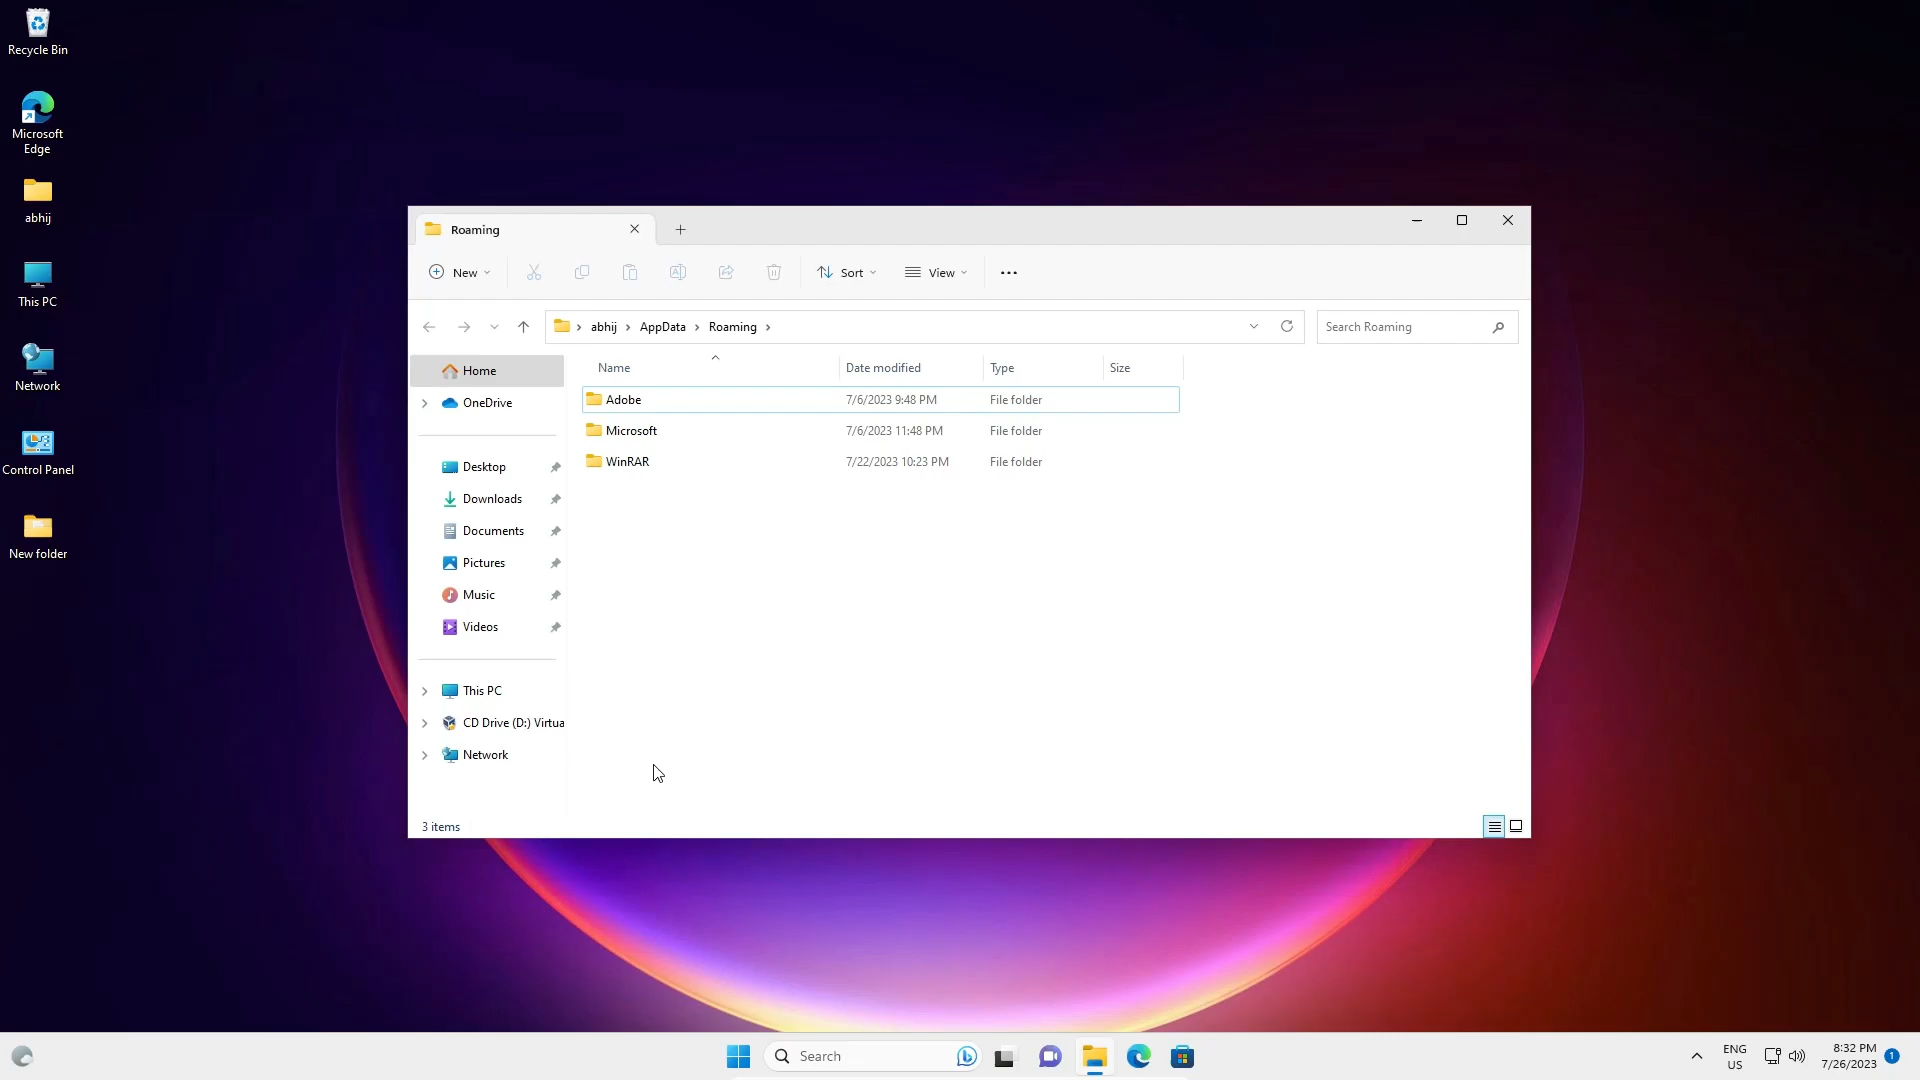 Recycle Bin
Microsoft
Edge
abhij
This PC
Network
Control Panel
New folder
Roaming
New
Sort
View
abhij
AppData
Roaming
Search Roaming
Home
OneDrive
Desktop
Downloads
Documents
Pictures
Music
Videos
This PC
CD Drive (D:) Virtua
Network
Name Date modified Type Size
Adobe 7/6/2023 9:48 PM File folder
Microsoft 7/6/2023 11:48 PM File folder
WinRAR 7/22/2023 10:23 PM File folder
3 items
Search
ENG
US
8:32 PM
7/26/2023
1